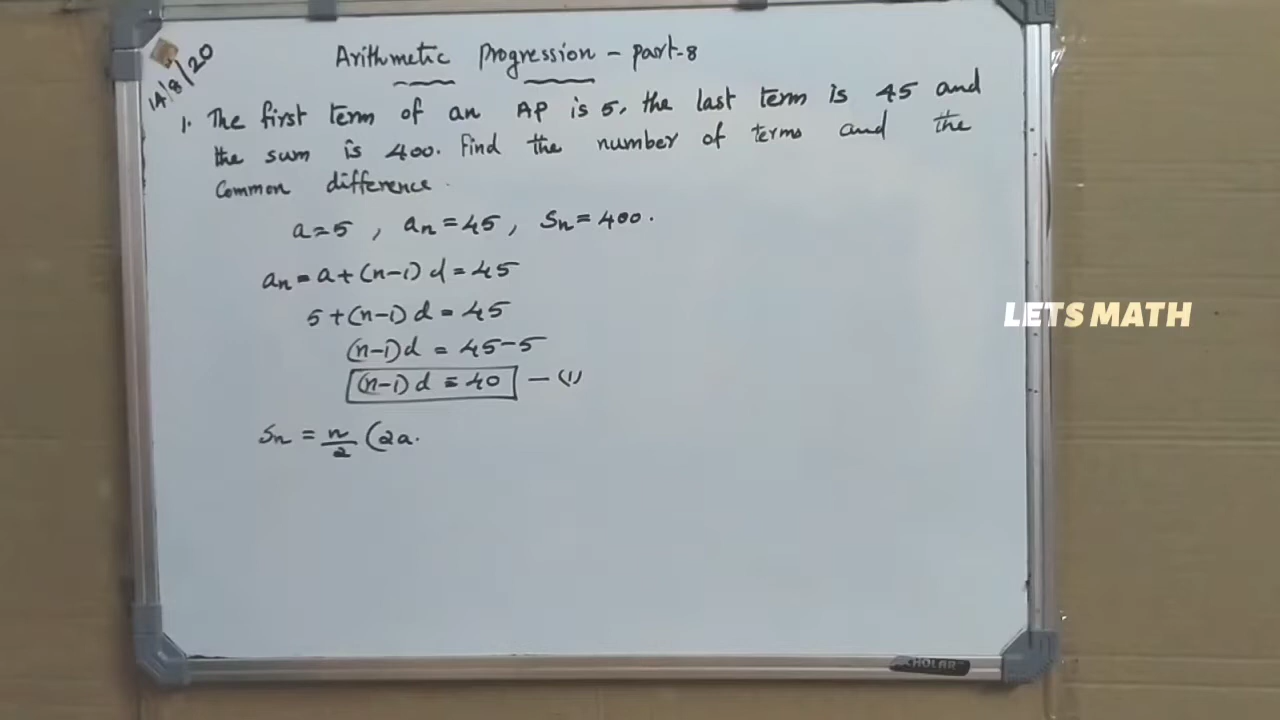 14/8/20
Arithmetic Progression - part-8
1. The first term of an AP is 5, the last term is 45 and
the sum is 400. Find the number of terms and the
Common difference.
a=5, an=45, Sn=400.
an = a+(n-1) d = 45
5+(n-1) d = 45
(n-1)d = 45-5
(n-1) d = 40 — (1)
Sn = n/2 (2a.
LETS MATH
SCHOLAR